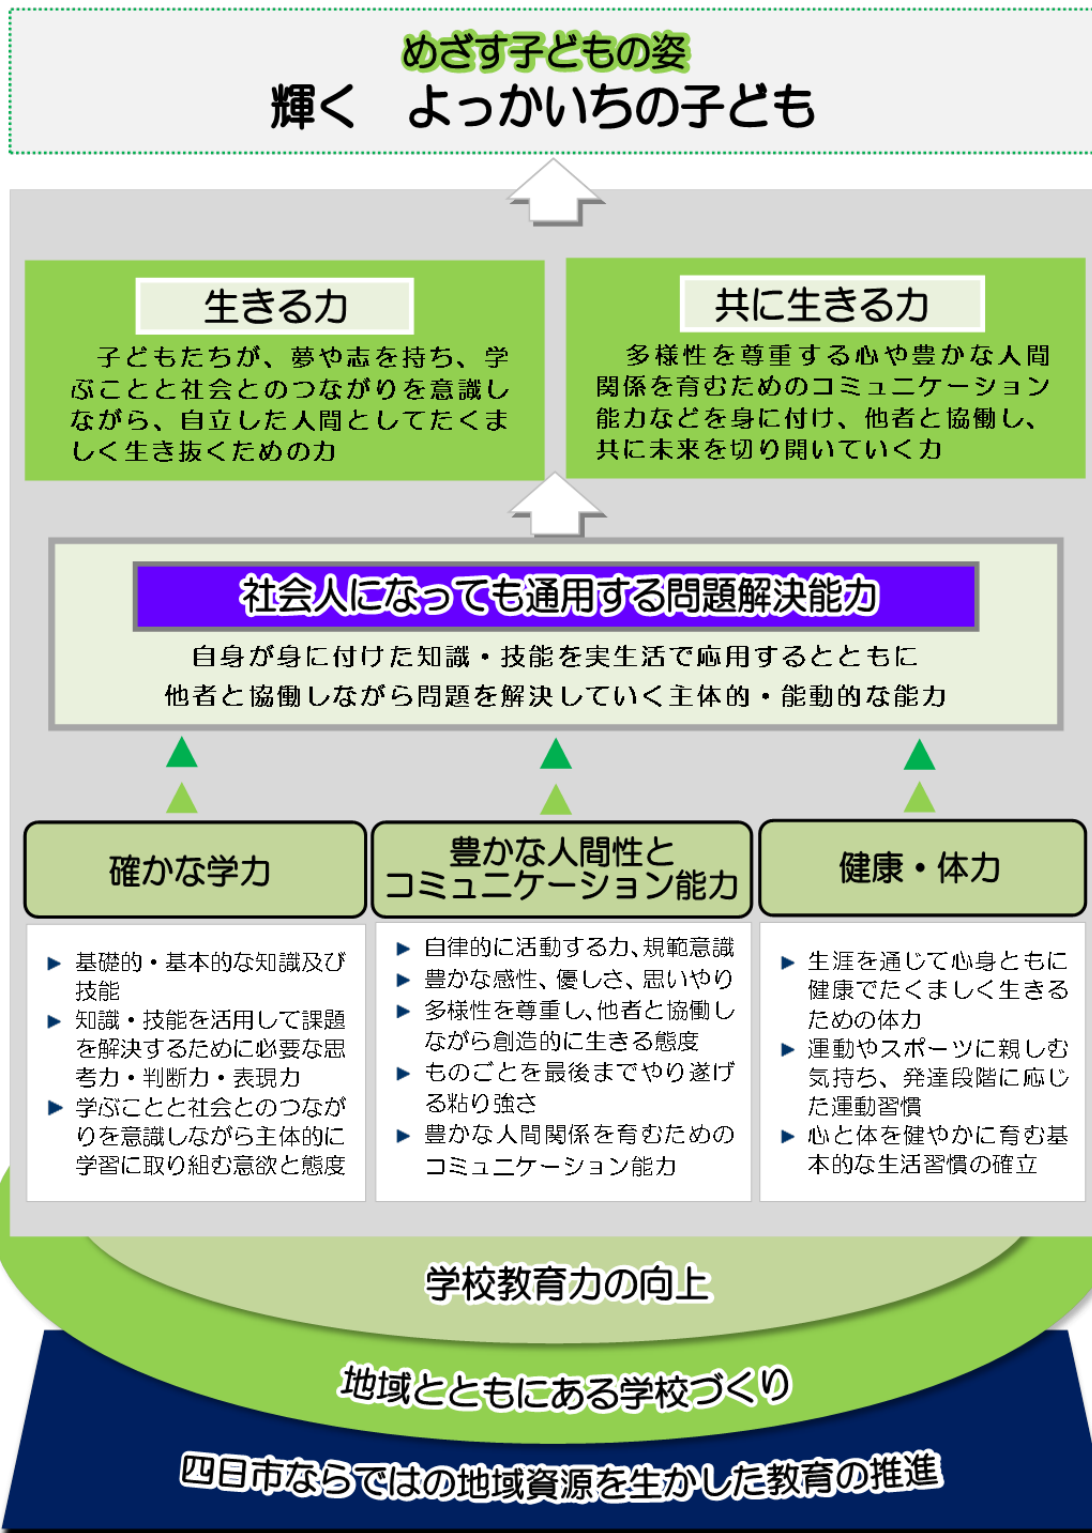 めざす子どもの姿
輝く　よっかいちの子ども
生きる力
子どもたちが、夢や志を持ち、学
ぶことと社会とのつながりを意識し
ながら、自立した人間としてたくま
しく生き抜くための力
共に生きる力
多様性を尊重する心や豊かな人間
関係を育むためのコミュニケーション
能力などを身に付け、他者と協働し、
共に未来を切り開いていく力
社会人になっても通用する問題解決能力
自身が身に付けた知識・技能を実生活で応用するとともに
他者と協働しながら問題を解決していく主体的・能動的な能力
確かな学力
▶ 基礎的・基本的な知識及び
技能
▶ 知識・技能を活用して課題
を解決するために必要な思
考力・判断力・表現力
▶ 学ぶことと社会とのつなが
りを意識しながら主体的に
学習に取り組む意欲と態度
豊かな人間性と
コミュニケーション能力
▶ 自律的に活動する力、規範意識
▶ 豊かな感性、優しさ、思いやり
▶ 多様性を尊重し、他者と協働し
ながら創造的に生きる態度
▶ ものごとを最後までやり遂げ
る粘り強さ
▶ 豊かな人間関係を育むための
コミュニケーション能力
健康・体力
▶ 生涯を通じて心身ともに
健康でたくましく生きる
ための体力
▶ 運動やスポーツに親しむ
気持ち、発達段階に応じ
た運動習慣
▶ 心と体を健やかに育む基
本的な生活習慣の確立
学校教育力の向上
地域とともにある学校づくり
四日市ならではの地域資源を生かした教育の推進